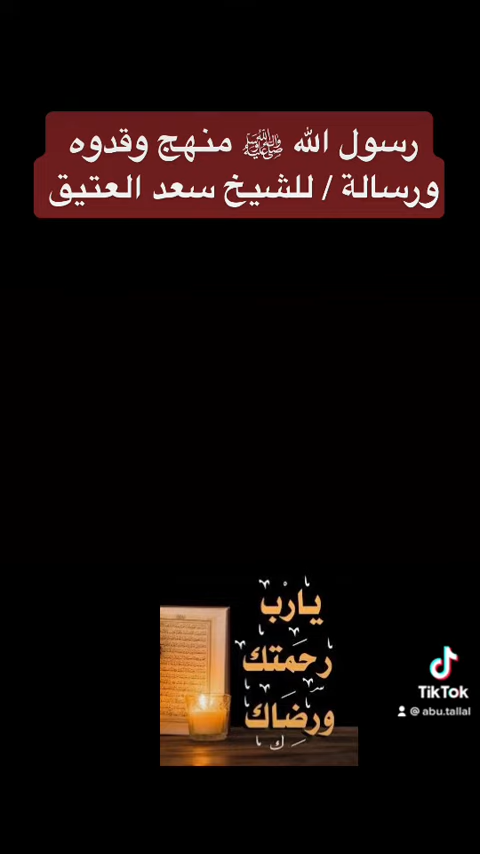 رسول الله ﷺ منهج وقدوه
ورسالة / للشيخ سعد العتيق
يارب
رحمتك
ورضاك
TikTok
@ abu.tallal